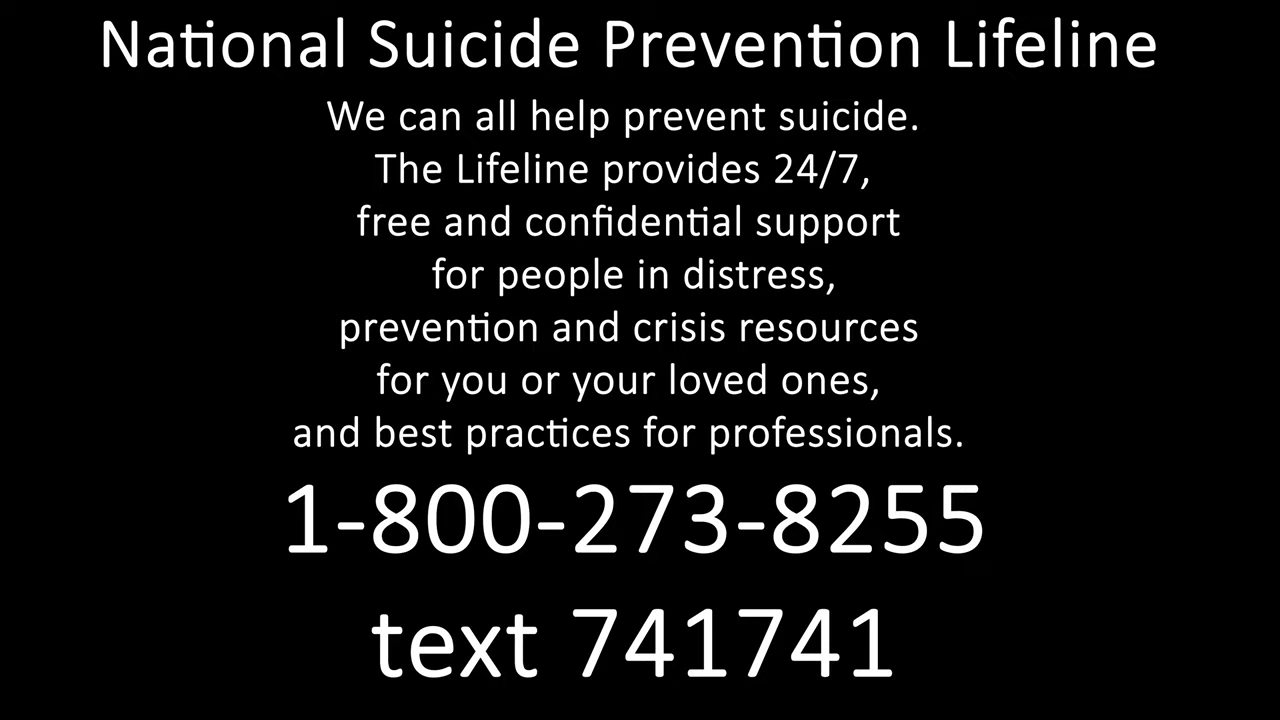 National Suicide Prevention Lifeline
We can all help prevent suicide.
The Lifeline provides 24/7,
free and confidential support
for people in distress,
prevention and crisis resources
for you or your loved ones,
and best practices for professionals.
1-800-273-8255
text 741741